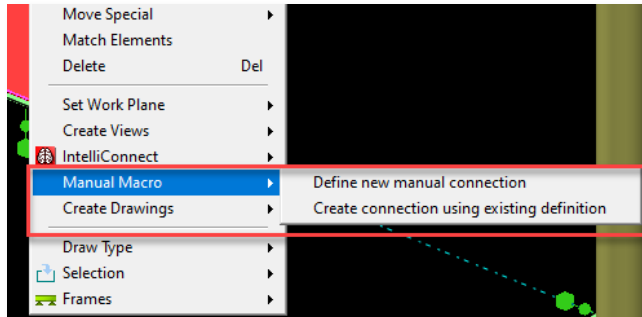 Move Special
Match Elements
Delete Del
Set Work Plane
Create Views
IntelliConnect
Manual Macro Define new manual connection
Create Drawings Create connection using existing definition
Draw Type
Selection
Frames